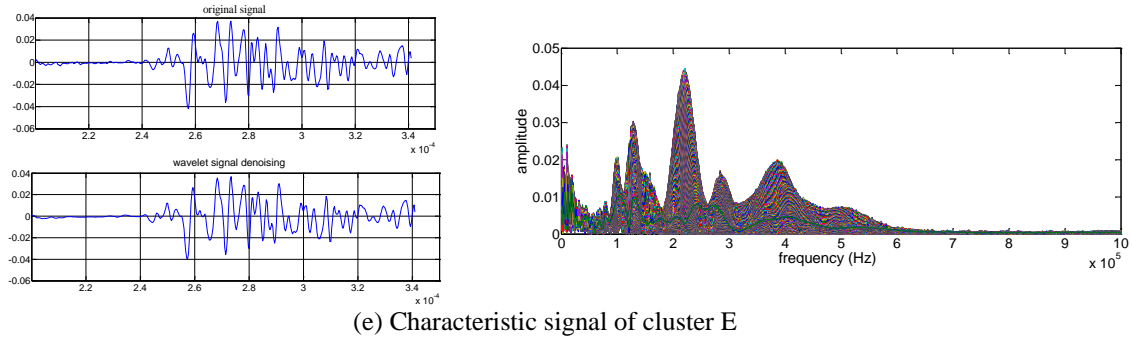 original signal
0.04
0.02
0
-0.02
-0.04
-0.06
2.2 2.4 2.6 2.8 3 3.2 3.4
x 10⁻⁴
wavelet signal denoising
0.04
0.02
0
-0.02
-0.04
-0.06
2.2 2.4 2.6 2.8 3 3.2 3.4
x 10⁻⁴
0.05
0.04
0.03
0.02
0.01
0
amplitude
0 1 2 3 4 5 6 7 8 9 10
frequency (Hz)
x 10⁵
(e) Characteristic signal of cluster E